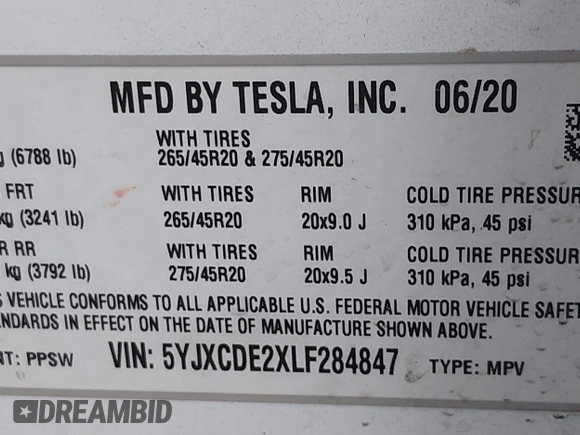 MFD BY TESLA, INC. 06/20
g (6788 lb) WITH TIRES 265/45R20 & 275/45R20
FRT WITH TIRES RIM COLD TIRE PRESSUR
kg (3241 lb) 265/45R20 20x9.0 J 310 kPa, 45 psi
R RR WITH TIRES RIM COLD TIRE PRESSUR
kg (3792 lb) 275/45R20 20x9.5 J 310 kPa, 45 psi
S VEHICLE CONFORMS TO ALL APPLICABLE U.S. FEDERAL MOTOR VEHICLE SAFET
ANDARDS IN EFFECT ON THE DATE OF MANUFACTURE SHOWN ABOVE.
NT: PPSW VIN: 5YJXCDE2XLF284847 TYPE: MPV
DREAMBID